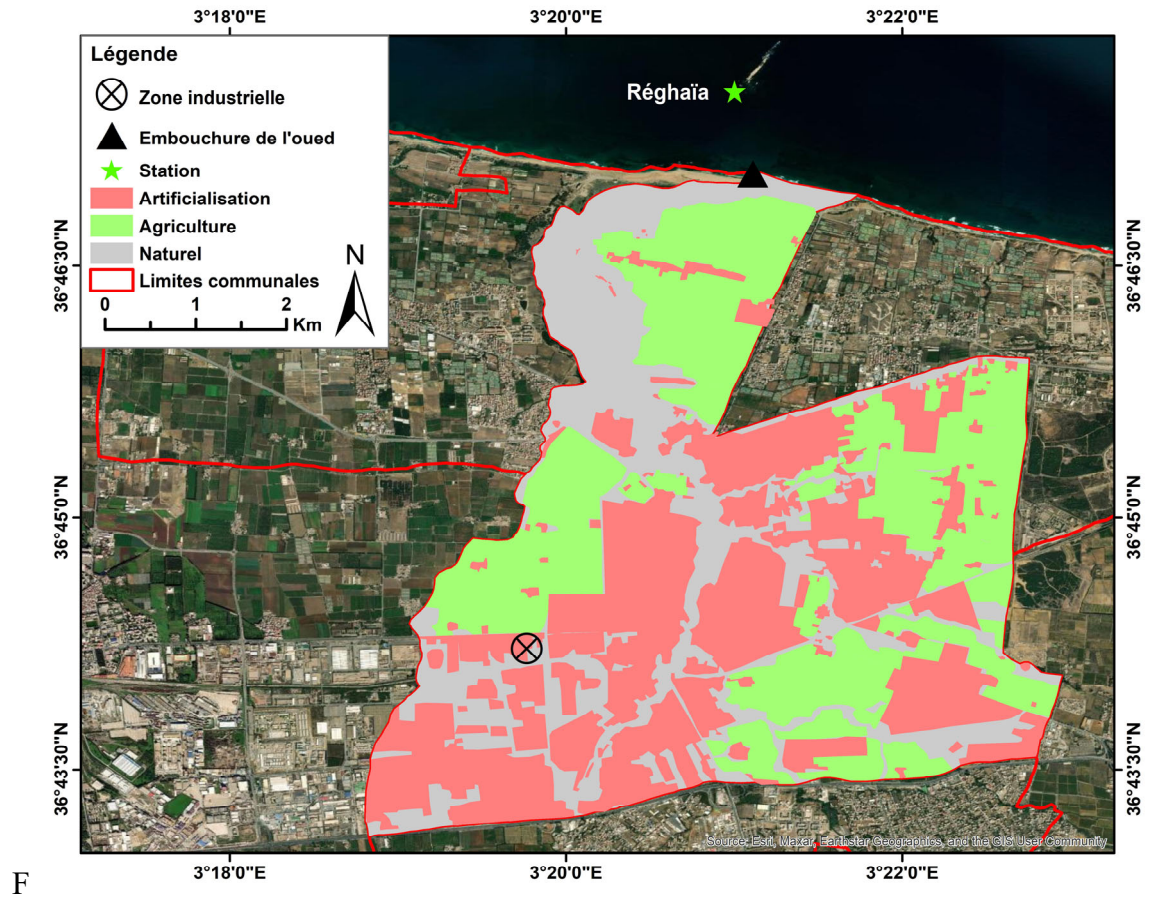 3°18'0"E 3°20'0"E 3°22'0"E
Légende
Zone industrielle
Embouchure de l'oued
Station
Artificialisation
Agriculture
Naturel
Limites communales
0 1 2
Km
N
Réghaïa
36°46'30"N 36°46'30"N
36°45'0"N 36°45'0"N
36°43'30"N 36°43'30"N
Source: Esri, Maxar, Earthstar Geographics, and the GIS User Community
3°18'0"E 3°20'0"E 3°22'0"E
F